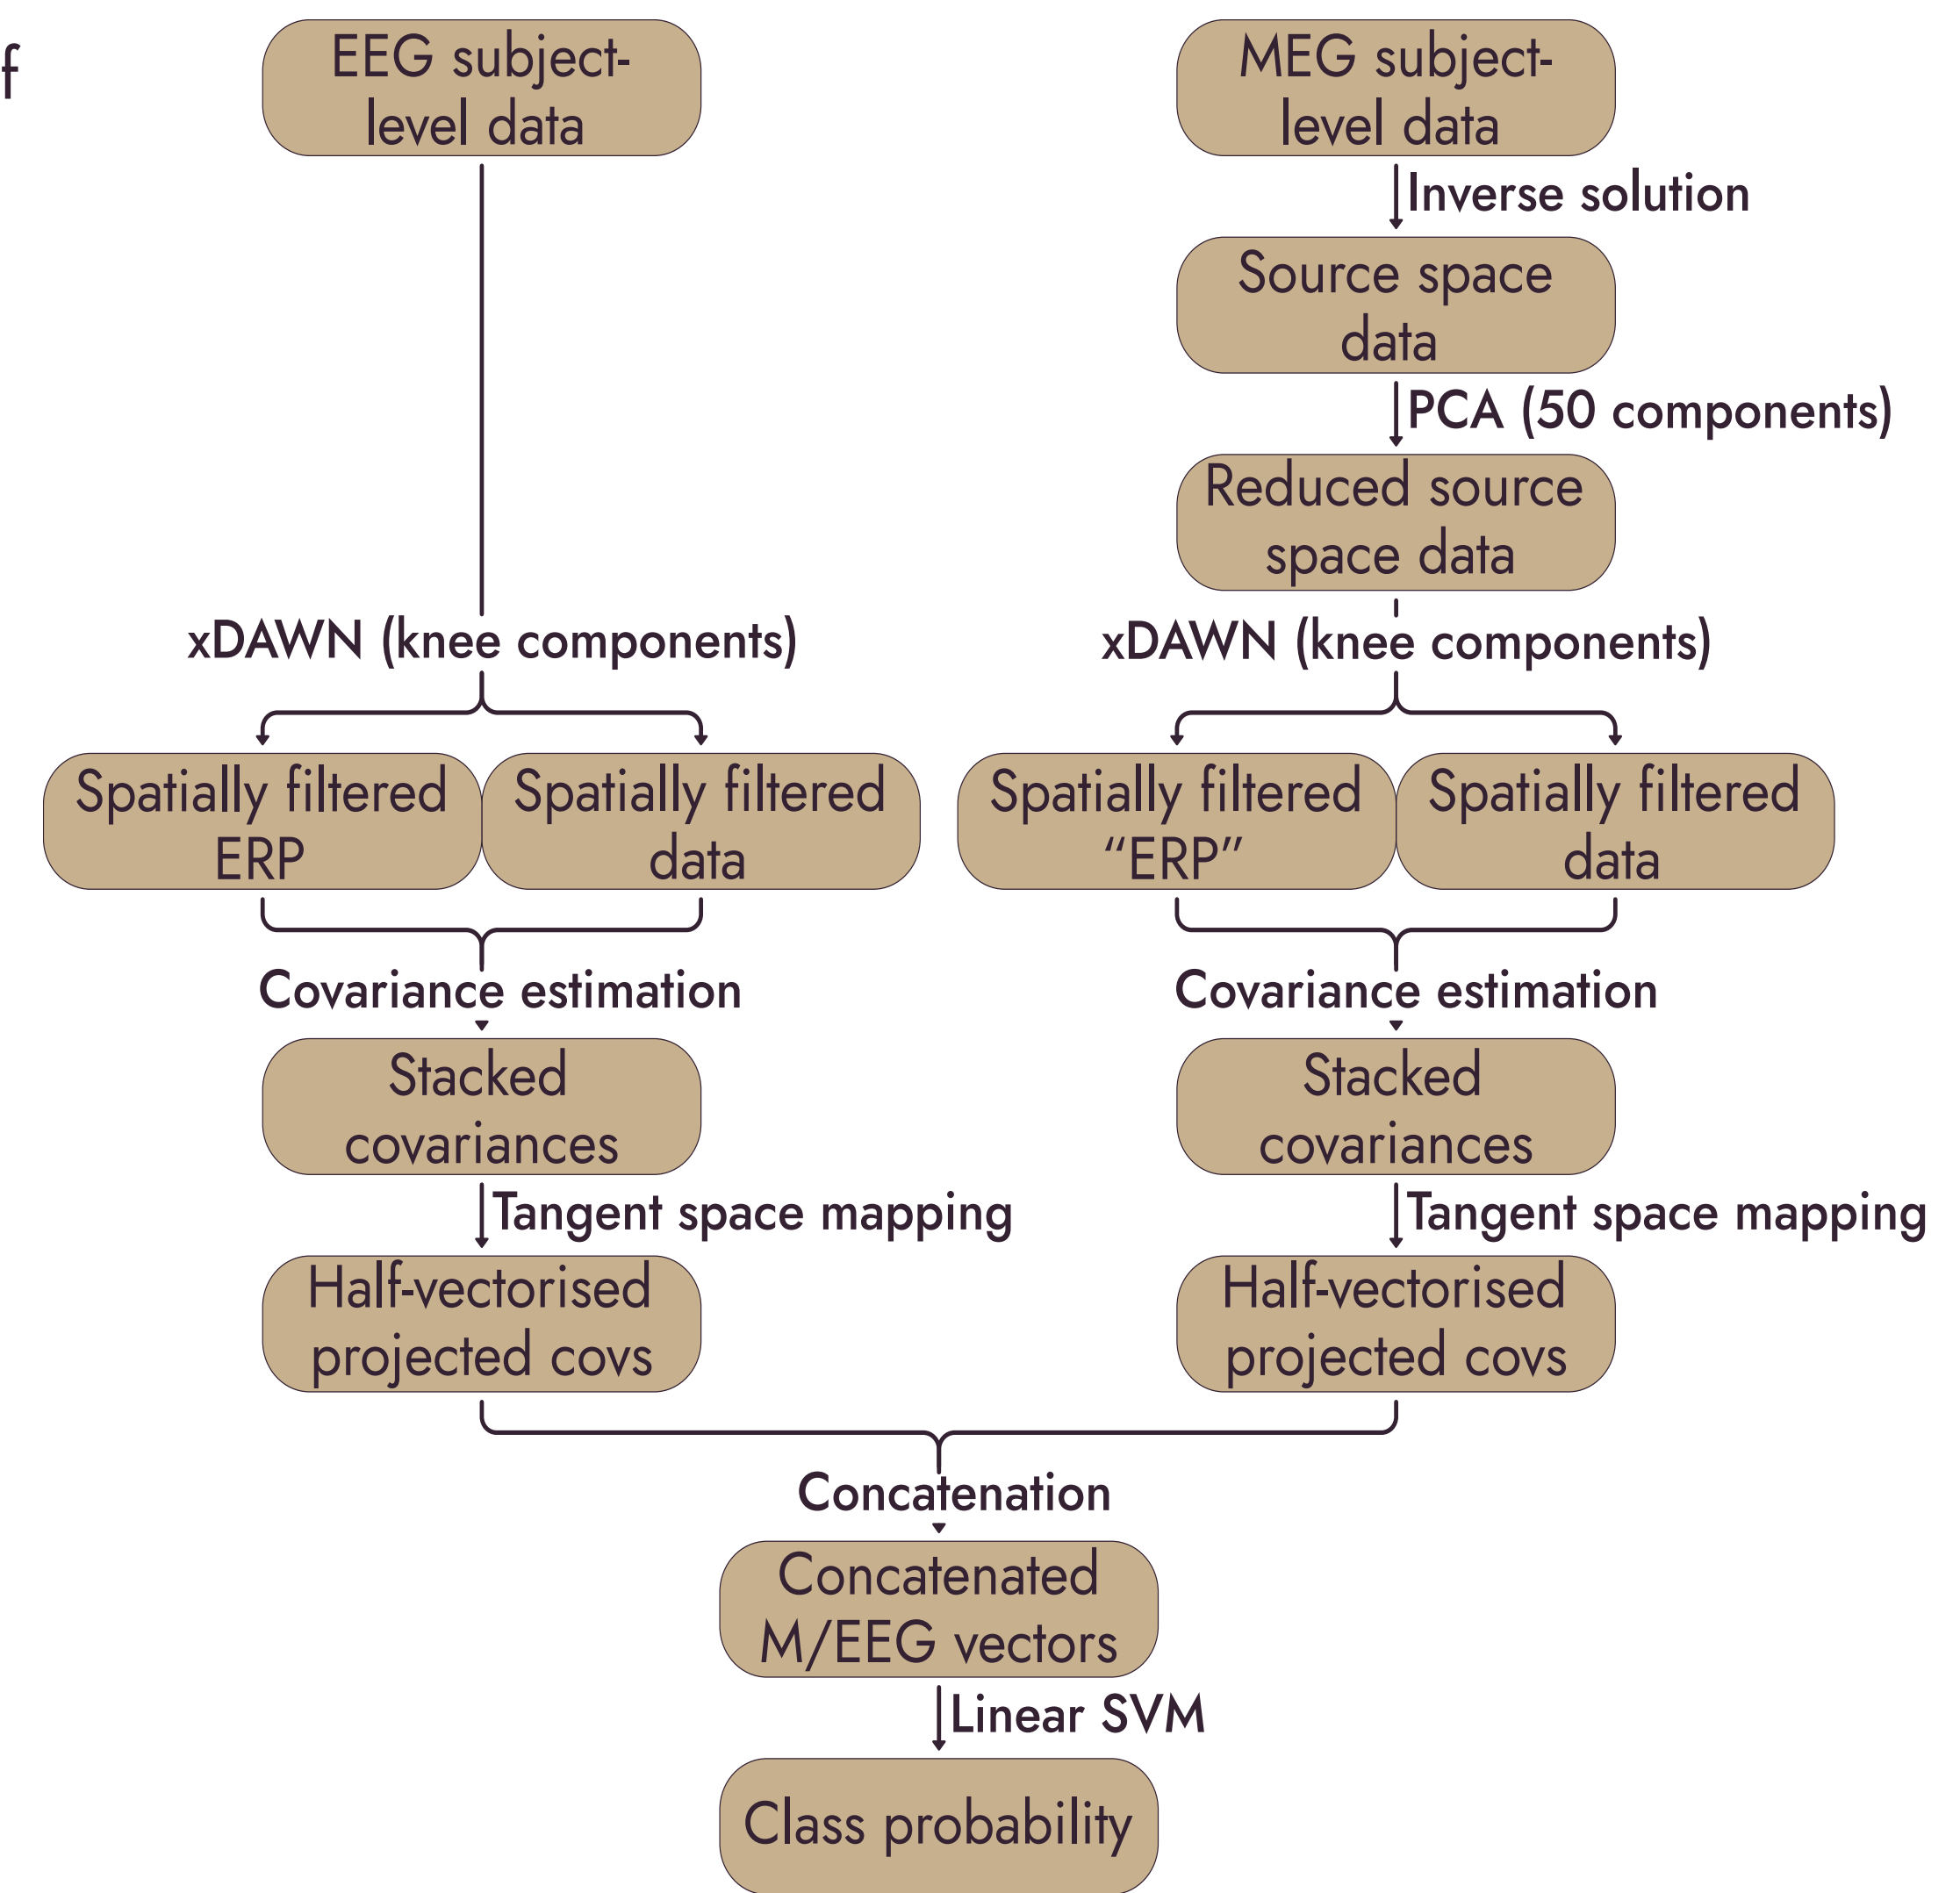 f
EEG subject-
level data
MEG subject-
level data
Inverse solution
Source space
data
PCA (50 components)
Reduced source
space data
xDAWN (knee components)
xDAWN (knee components)
Spatially filtered
ERP
Spatially filtered
data
Spatially filtered
“ERP”
Spatially filtered
data
Covariance estimation
Covariance estimation
Stacked
covariances
Stacked
covariances
Tangent space mapping
Tangent space mapping
Half-vectorised
projected covs
Half-vectorised
projected covs
Concatenation
Concatenated
M/EEG vectors
Linear SVM
Class probability